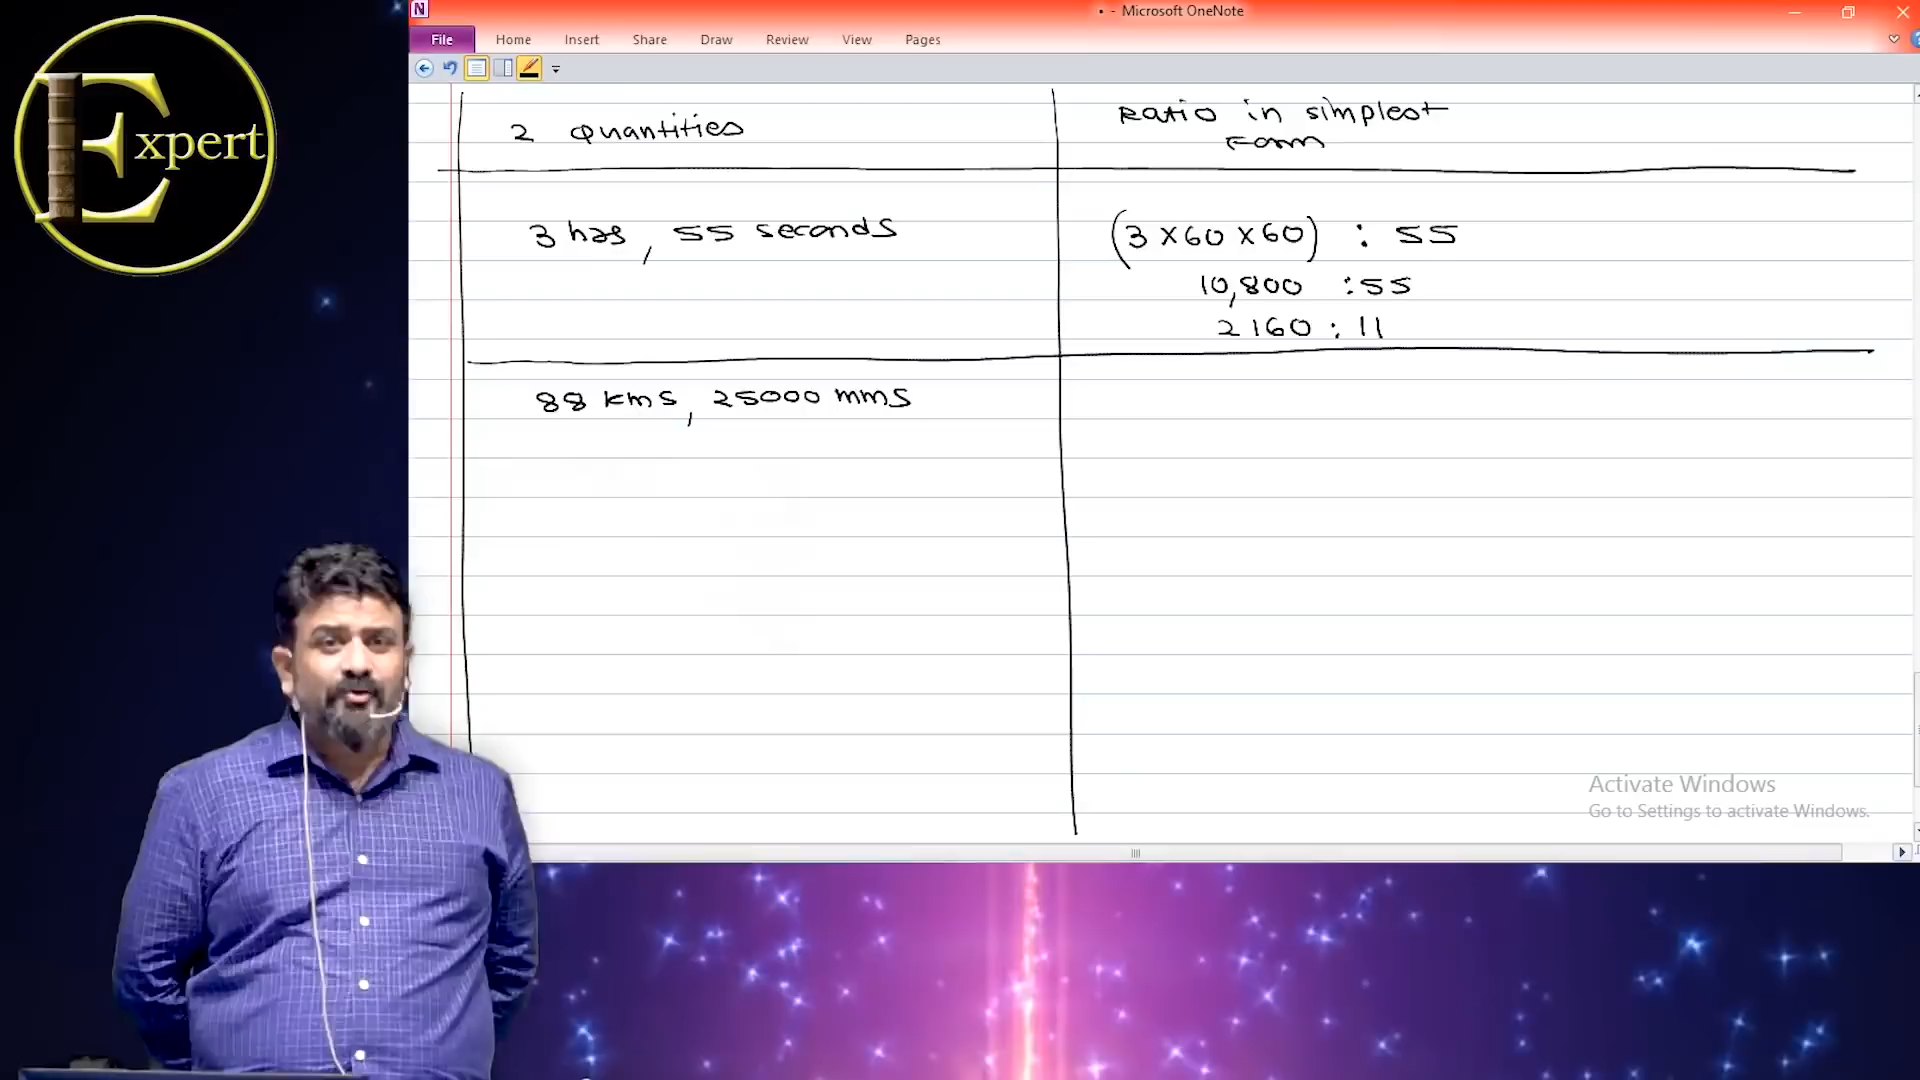 Expert
N
- Microsoft OneNote
File Home Insert Share Draw Review View Pages
2 Quantities
Ratio in simplest
Form
3 hrs, 55 seconds
(3 x 60 x 60) : 55
10,800 : 55
2160 : 11
88 kms, 25000 mms
Activate Windows
Go to Settings to activate Windows.